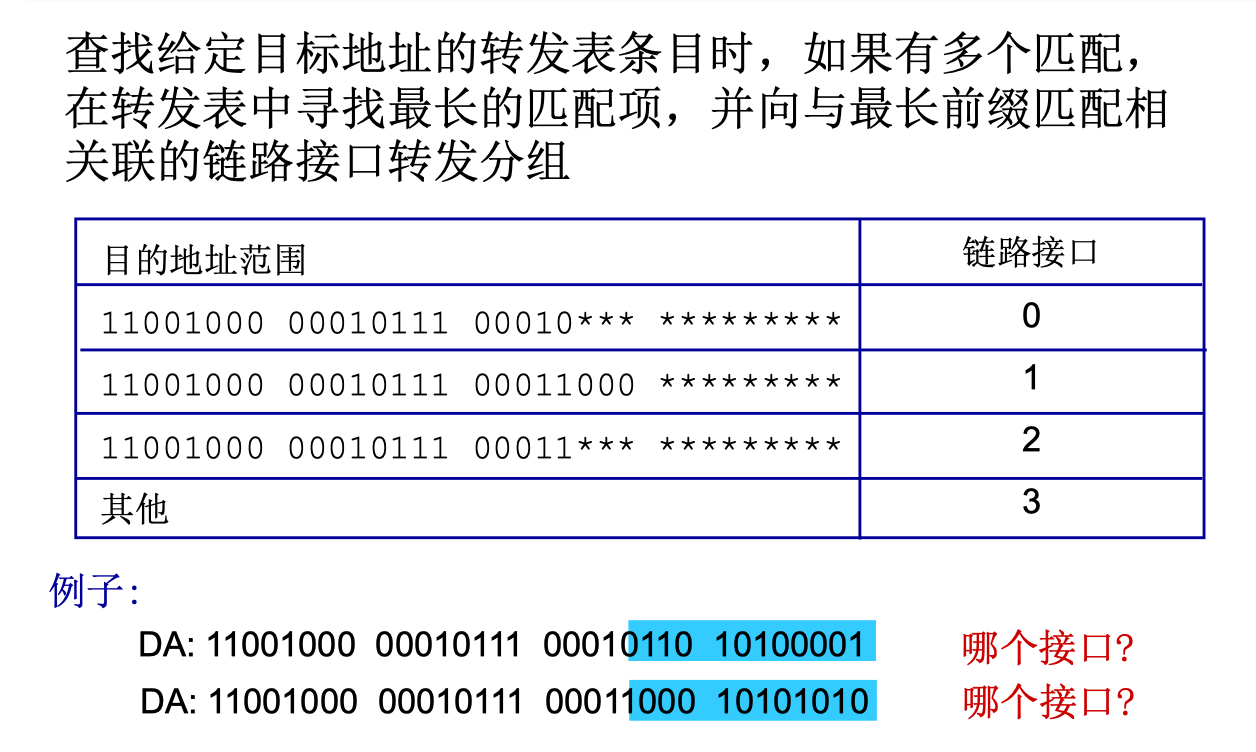 查找给定目标地址的转发表条目时，如果有多个匹配，
在转发表中寻找最长的匹配项，并向与最长前缀匹配相
关联的链路接口转发分组
目的地址范围 链路接口
11001000 00010111 00010*** ********* 0
11001000 00010111 00011000 ********* 1
11001000 00010111 00011*** ********* 2
其他 3
例子:
DA: 11001000 00010111 00010110 10100001 哪个接口?
DA: 11001000 00010111 00011000 10101010 哪个接口?